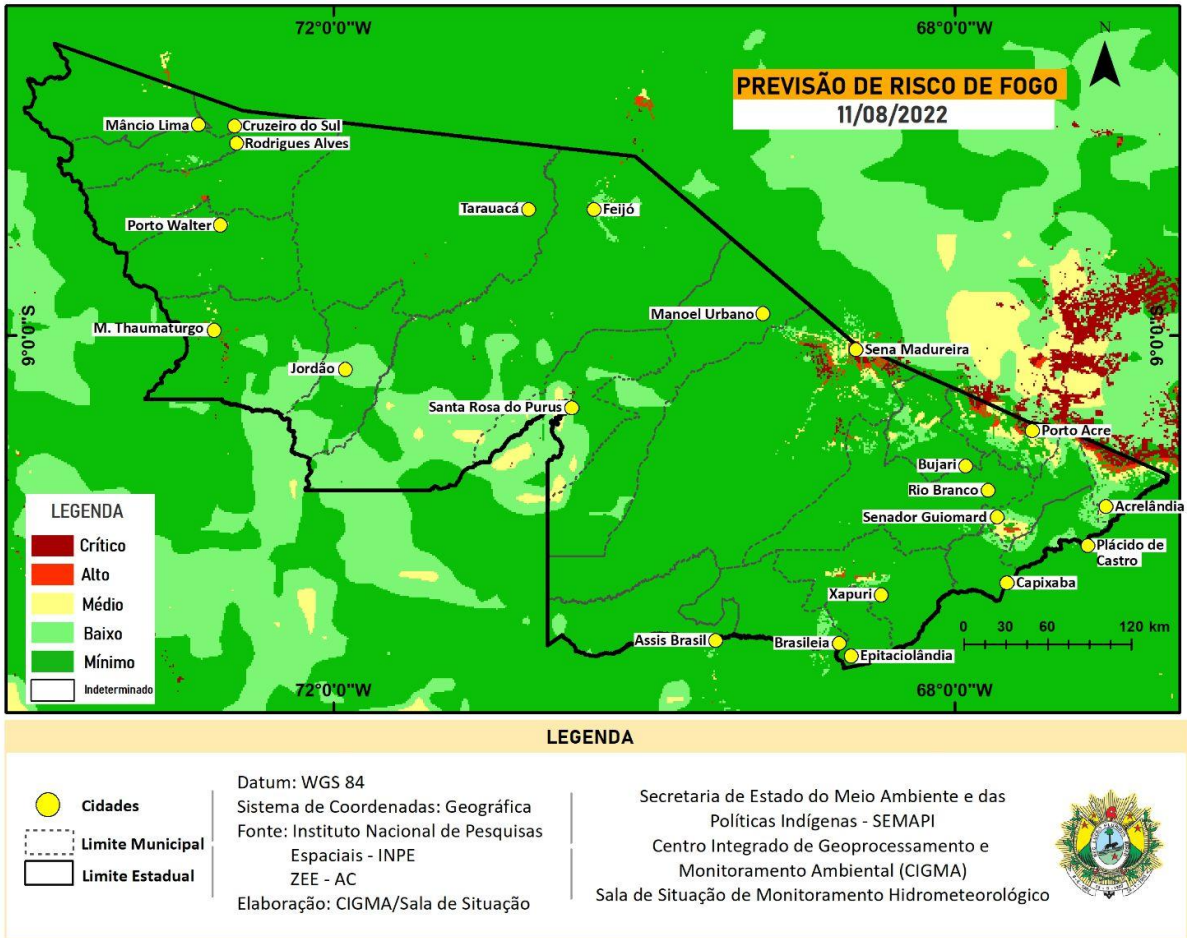 72°0'0"W
68°0'0"W
N
PREVISÃO DE RISCO DE FOGO
11/08/2022
Mâncio Lima
Cruzeiro do Sul
Rodrigues Alves
Tarauacá
Feijó
Porto Walter
9°0'0"S
M. Thaumaturgo
Manoel Urbano
Sena Madureira
9°0'0"S
Jordão
Santa Rosa do Purus
Porto Acre
Bujari
Rio Branco
Acrelândia
Senador Guiomard
Plácido de
Castro
Capixaba
Xapuri
Assis Brasil
Brasileia
Epitaciolândia
0 30 60 120 km
LEGENDA
Crítico
Alto
Médio
Baixo
Mínimo
Indeterminado
72°0'0"W
68°0'0"W
LEGENDA
Cidades
Limite Municipal
Limite Estadual
Datum: WGS 84
Sistema de Coordenadas: Geográfica
Fonte: Instituto Nacional de Pesquisas
Espaciais - INPE
ZEE - AC
Elaboração: CIGMA/Sala de Situação
Secretaria de Estado do Meio Ambiente e das
Políticas Indígenas - SEMAPI
Centro Integrado de Geoprocessamento e
Monitoramento Ambiental (CIGMA)
Sala de Situação de Monitoramento Hidrometeorológico